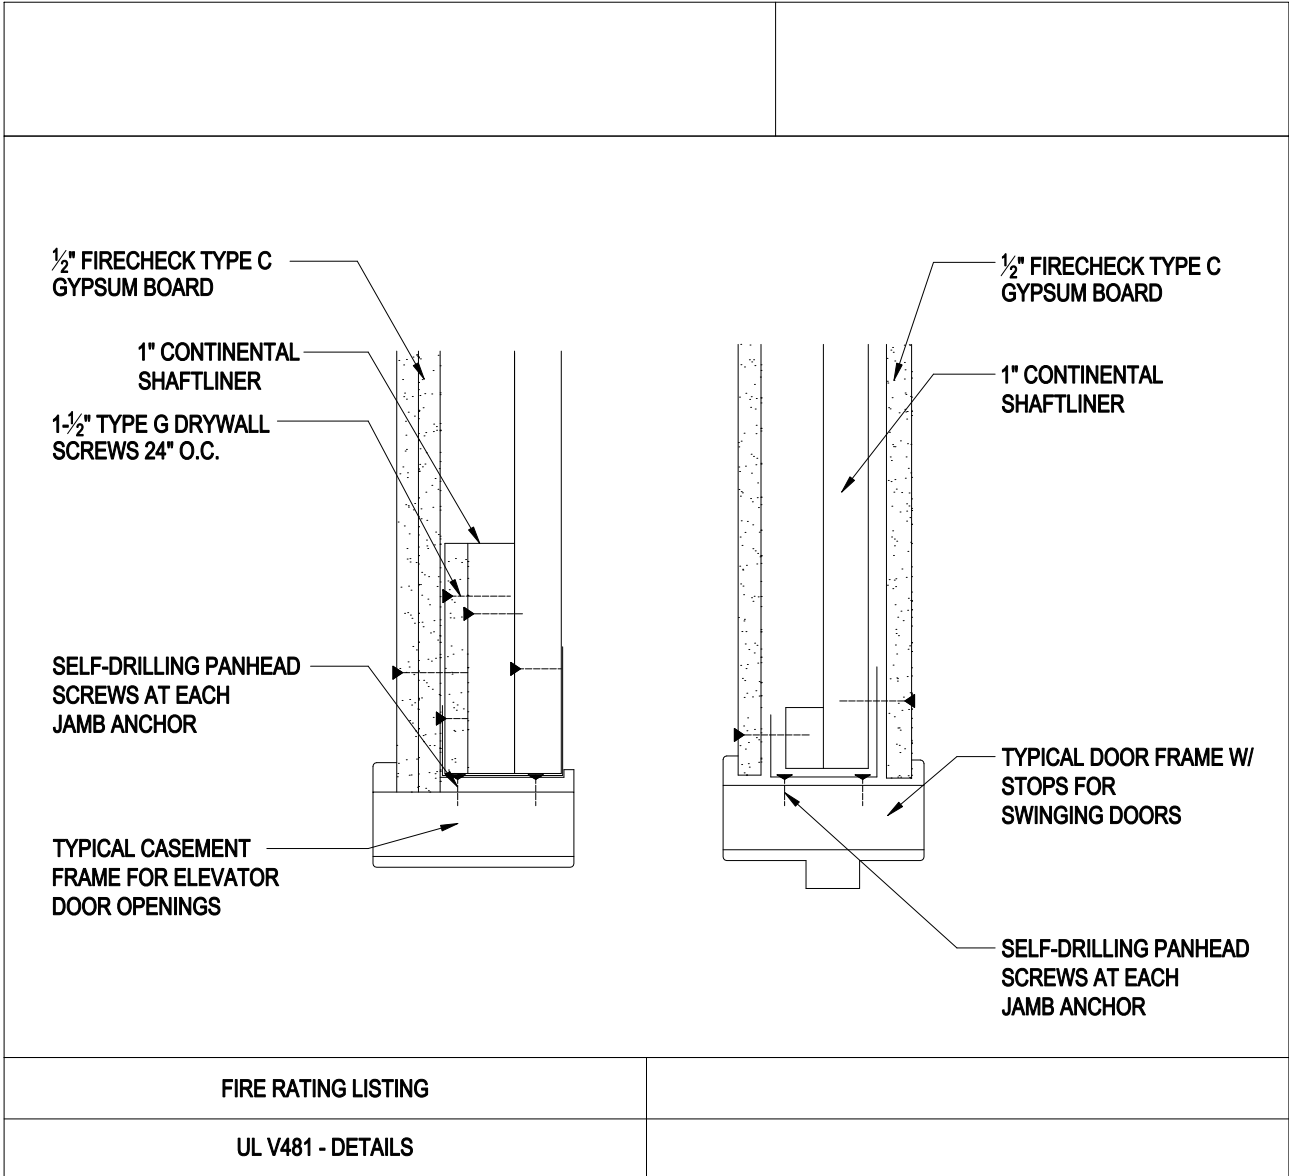 ½" FIRECHECK TYPE C
GYPSUM BOARD
1" CONTINENTAL
SHAFTLINER
1-½" TYPE G DRYWALL
SCREWS 24" O.C.
SELF-DRILLING PANHEAD
SCREWS AT EACH
JAMB ANCHOR
TYPICAL CASEMENT
FRAME FOR ELEVATOR
DOOR OPENINGS
½" FIRECHECK TYPE C
GYPSUM BOARD
1" CONTINENTAL
SHAFTLINER
TYPICAL DOOR FRAME W/
STOPS FOR
SWINGING DOORS
SELF-DRILLING PANHEAD
SCREWS AT EACH
JAMB ANCHOR
FIRE RATING LISTING
UL V481 - DETAILS